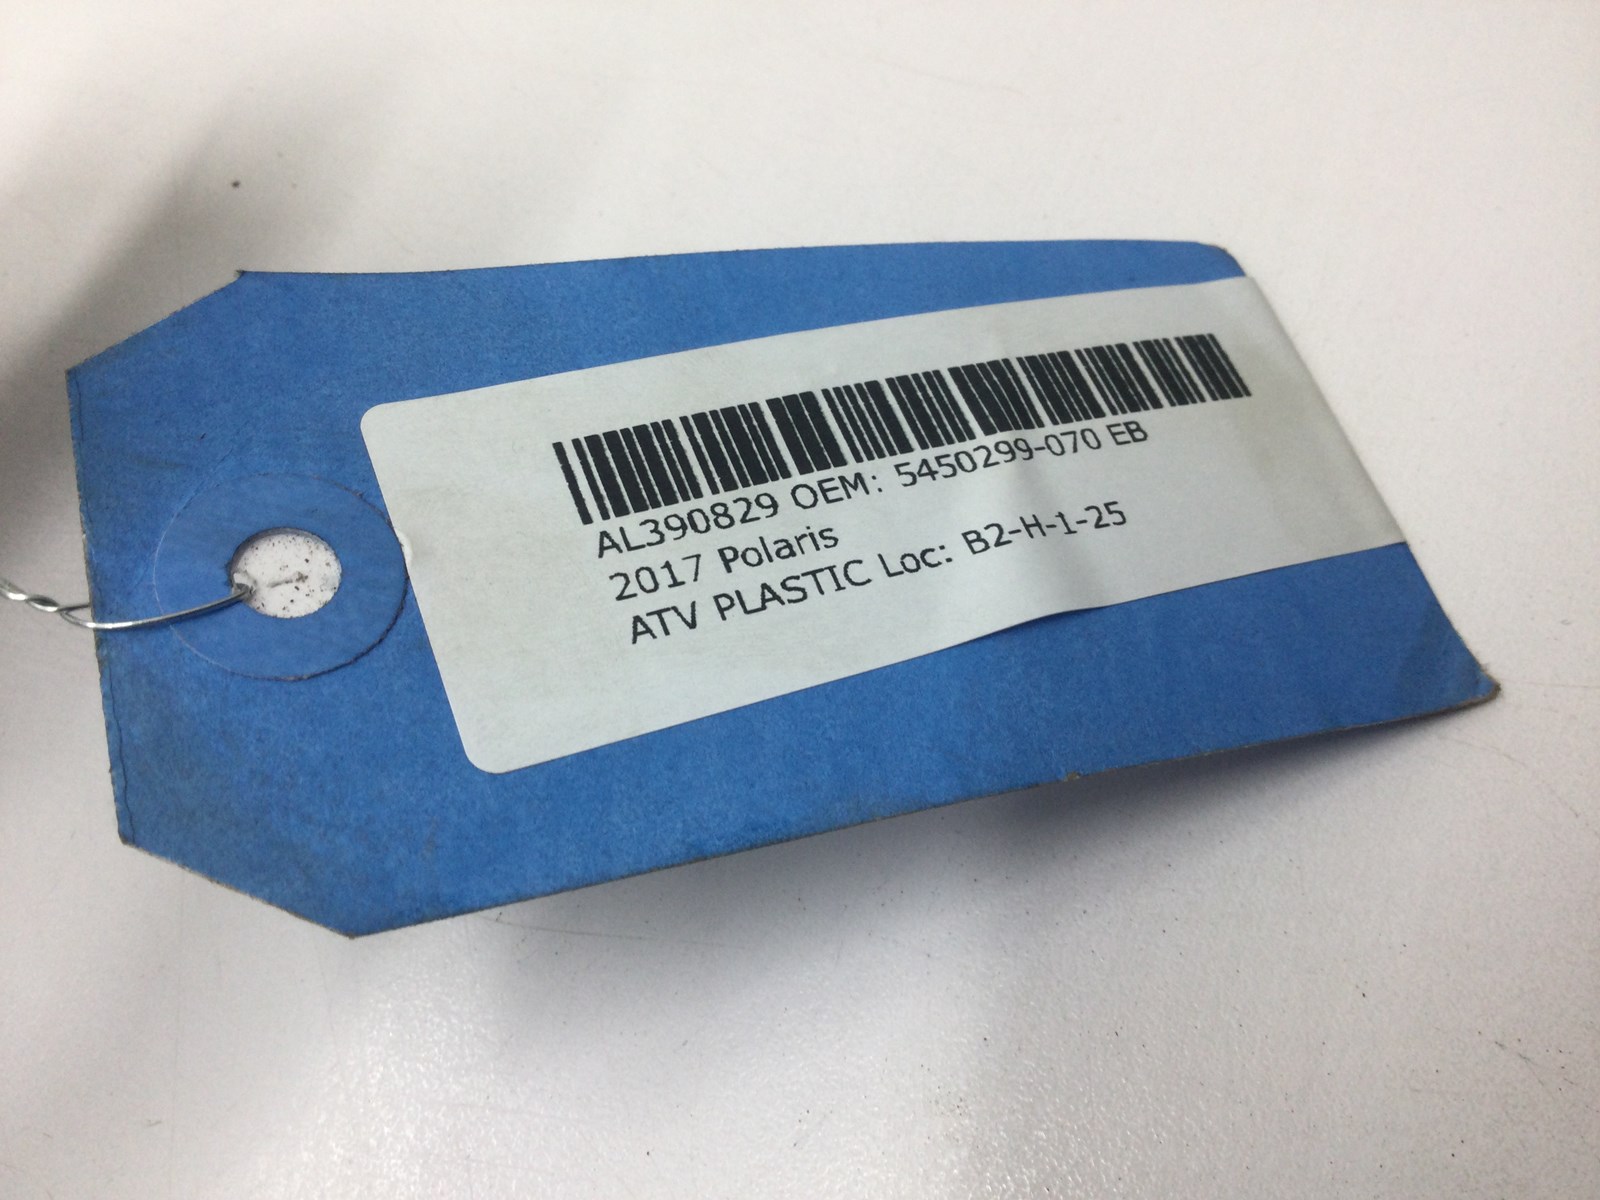 AL390829 OEM: 5450299-070 EB
2017 Polaris
ATV PLASTIC Loc: B2-H-1-25